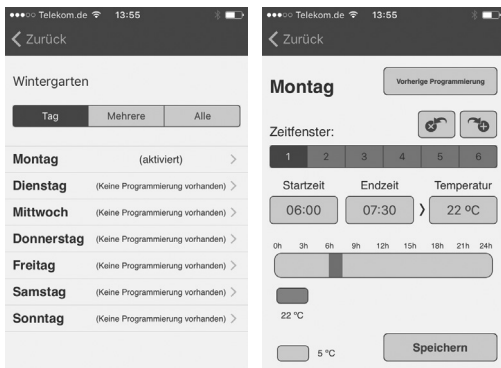 Telekom.de 13:55
Zurück
Wintergarten
Tag Mehrere Alle
Montag (aktiviert)
Dienstag (Keine Programmierung vorhanden)
Mittwoch (Keine Programmierung vorhanden)
Donnerstag (Keine Programmierung vorhanden)
Freitag (Keine Programmierung vorhanden)
Samstag (Keine Programmierung vorhanden)
Sonntag (Keine Programmierung vorhanden)
Telekom.de 13:55
Zurück
Montag Vorherige Programmierung
Zeitfenster:
1 2 3 4 5 6
Startzeit Endzeit Temperatur
06:00 07:30 22 ºC
0h 3h 6h 9h 12h 15h 18h 21h 24h
22 ºC
5 ºC Speichern